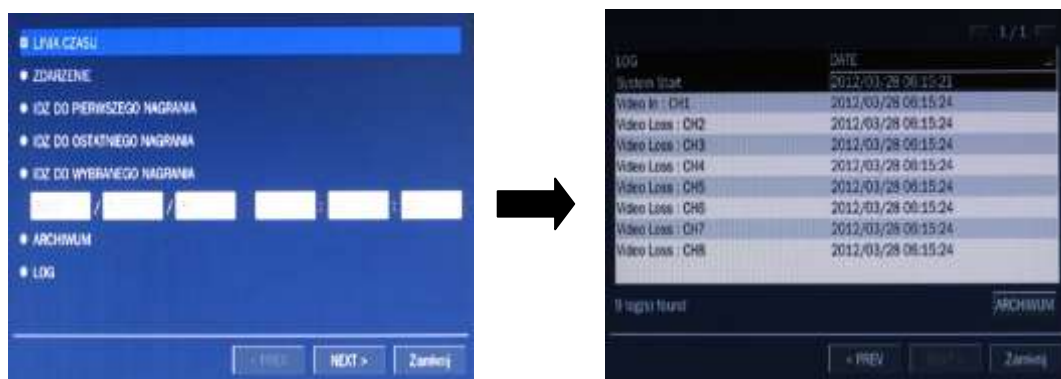 LINIA CZASU
ZDARZENIE
IDZ DO PIERWSZEGO NAGRANIA
IDZ DO OSTATNIEGO NAGRANIA
IDZ DO WYBRANEGO NAGRANIA
/ / : :
ARCHIWUM
LOG
< PREV NEXT > Zamknij
1/1
LOG DATE
System Start 2012/03/28 06:15:21
Video In : CH1 2012/03/28 06:15:24
Video Loss : CH2 2012/03/28 06:15:24
Video Loss : CH3 2012/03/28 06:15:24
Video Loss : CH4 2012/03/28 06:15:24
Video Loss : CH5 2012/03/28 06:15:24
Video Loss : CH6 2012/03/28 06:15:24
Video Loss : CH7 2012/03/28 06:15:24
Video Loss : CH8 2012/03/28 06:15:24
9 log(s) found ARCHIWUM
< PREV NEXT > Zamknij